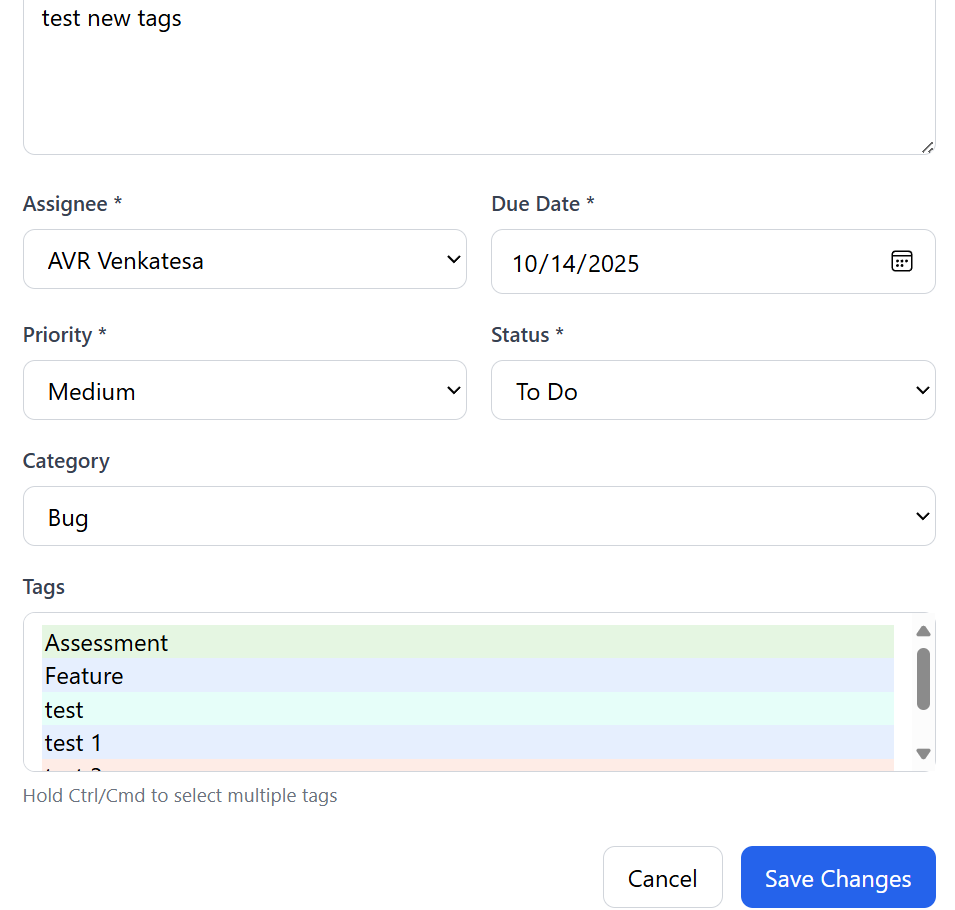 test new tags
Assignee *
Due Date *
AVR Venkatesa
10/14/2025
Priority *
Status *
Medium
To Do
Category
Bug
Tags
Assessment
Feature
test
test 1
Hold Ctrl/Cmd to select multiple tags
Cancel
Save Changes